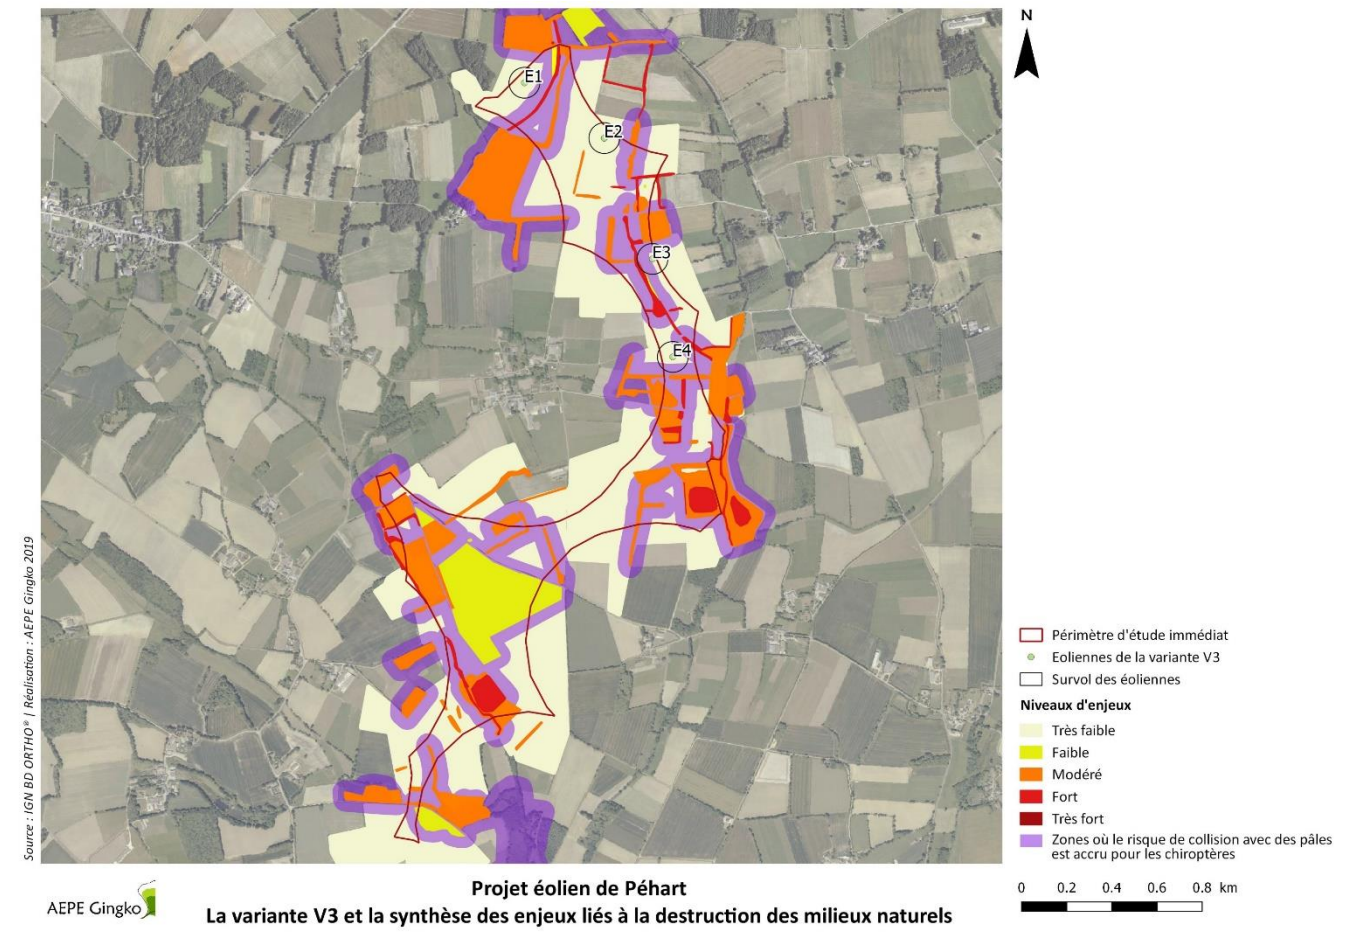 N
E1
E2
E3
E4
Source : IGN BD ORTHO® | Réalisation : AEPE Gingko 2019
Périmètre d'étude immédiat
Eoliennes de la variante V3
Survol des éoliennes
Niveaux d'enjeux
Très faible
Faible
Modéré
Fort
Très fort
Zones où le risque de collision avec des pâles
est accru pour les chiroptères
0 0.2 0.4 0.6 0.8 km
AEPE Gingko
Projet éolien de Péhart
La variante V3 et la synthèse des enjeux liés à la destruction des milieux naturels